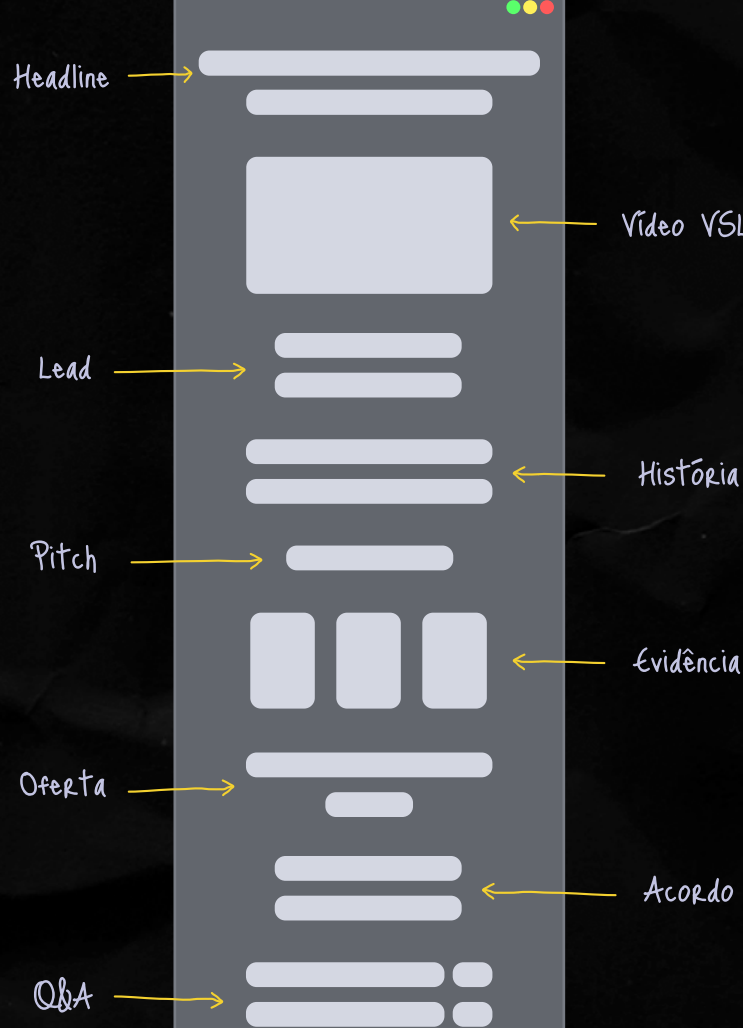 Headline
Vídeo VSL
Lead
História
Pitch
Evidência
Oferta
Acordo
Q&A